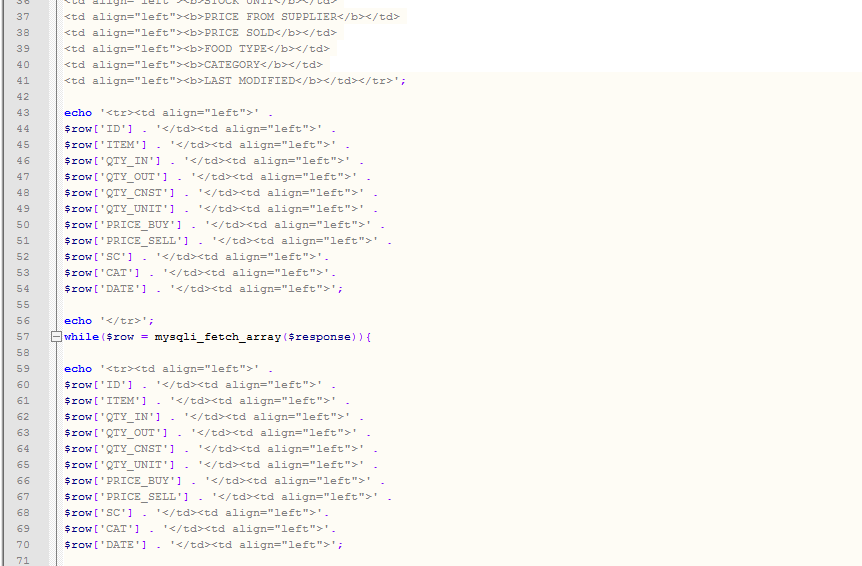 36 <td align="left"><b>STOCK UNIT</b></td>
37 <td align="left"><b>PRICE FROM SUPPLIER</b></td>
38 <td align="left"><b>PRICE SOLD</b></td>
39 <td align="left"><b>FOOD TYPE</b></td>
40 <td align="left"><b>CATEGORY</b></td>
41 <td align="left"><b>LAST MODIFIED</b></td></tr>';
42
43 echo '<tr><td align="left">' .
44 $row['ID'] . '</td><td align="left">' .
45 $row['ITEM'] . '</td><td align="left">' .
46 $row['QTY_IN'] . '</td><td align="left">' .
47 $row['QTY_OUT'] . '</td><td align="left">' .
48 $row['QTY_CNST'] . '</td><td align="left">' .
49 $row['QTY_UNIT'] . '</td><td align="left">' .
50 $row['PRICE_BUY'] . '</td><td align="left">' .
51 $row['PRICE_SELL'] . '</td><td align="left">' .
52 $row['SC'] . '</td><td align="left">'.
53 $row['CAT'] . '</td><td align="left">'.
54 $row['DATE'] . '</td><td align="left">';
55
56 echo '</tr>';
57 while($row = mysqli_fetch_array($response)){
58
59 echo '<tr><td align="left">' .
60 $row['ID'] . '</td><td align="left">' .
61 $row['ITEM'] . '</td><td align="left">' .
62 $row['QTY_IN'] . '</td><td align="left">' .
63 $row['QTY_OUT'] . '</td><td align="left">' .
64 $row['QTY_CNST'] . '</td><td align="left">' .
65 $row['QTY_UNIT'] . '</td><td align="left">' .
66 $row['PRICE_BUY'] . '</td><td align="left">' .
67 $row['PRICE_SELL'] . '</td><td align="left">' .
68 $row['SC'] . '</td><td align="left">'.
69 $row['CAT'] . '</td><td align="left">'.
70 $row['DATE'] . '</td><td align="left">';
71